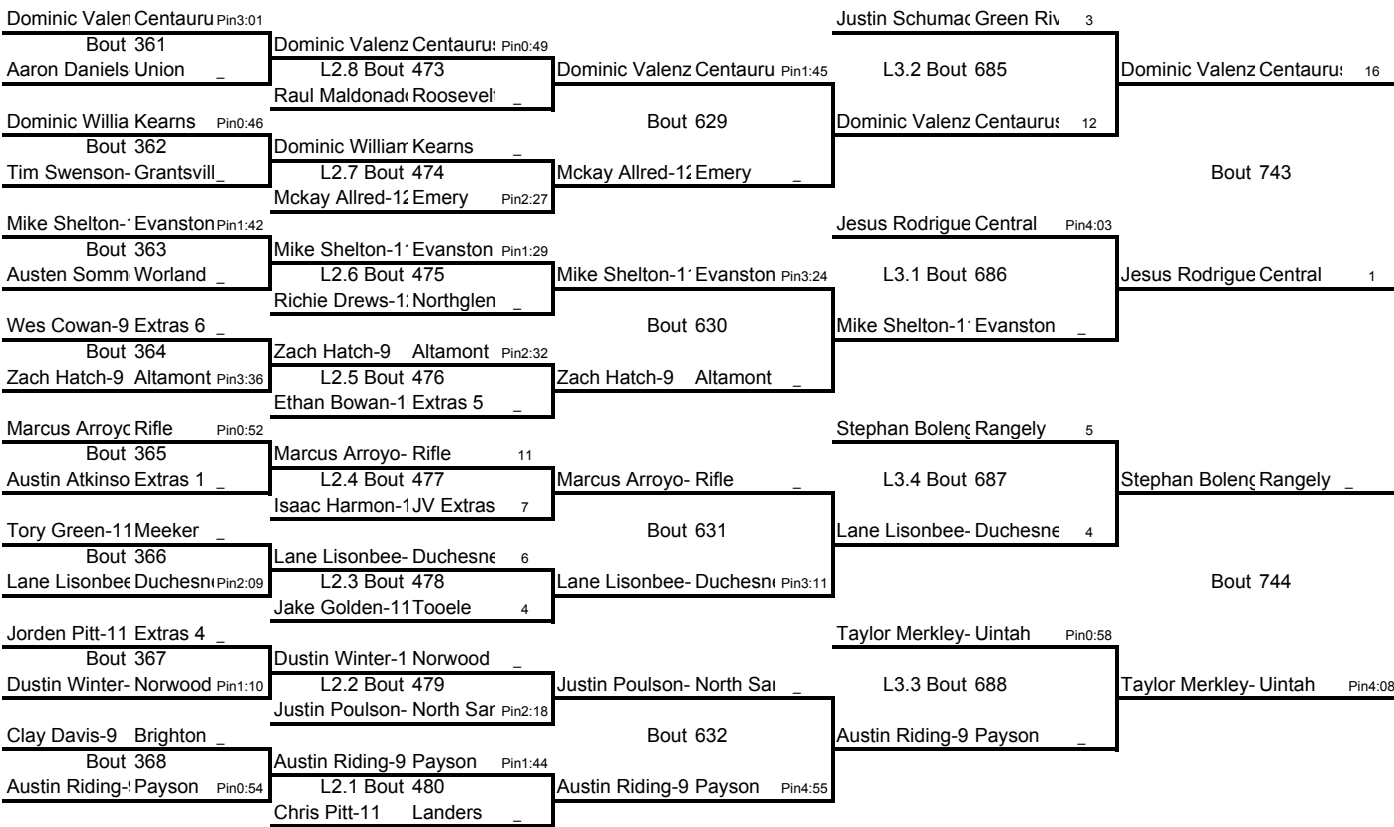 Dominic Valen Centauru Pin3:01 Justin Schumac Green Riv 3
Bout 361 Dominic Valenz Centauru: Pin0:49
Aaron Daniels Union _ L2.8 Bout 473 Dominic Valenz Centauru Pin1:45 L3.2 Bout 685 Dominic Valenz Centauru: 16
Raul Maldonad Roosevel _
Dominic Willia Kearns Pin0:46 Bout 629 Dominic Valenz Centaurus 12
Bout 362 Dominic William Kearns _
Tim Swenson- Grantsvill _ L2.7 Bout 474 Mckay Allred-12 Emery _ Bout 743
Mckay Allred-12 Emery Pin2:27
Mike Shelton-1 Evanston Pin1:42 Jesus Rodrigue Central Pin4:03
Bout 363 Mike Shelton-11 Evanston Pin1:29
Austen Somm Worland _ L2.6 Bout 475 Mike Shelton-11 Evanston Pin3:24 L3.1 Bout 686 Jesus Rodrigue Central 1
Richie Drews-1 Northglen _
Wes Cowan-9 Extras 6 _ Bout 630 Mike Shelton-11 Evanston _
Bout 364 Zach Hatch-9 Altamont Pin2:32
Zach Hatch-9 Altamont Pin3:36 L2.5 Bout 476 Zach Hatch-9 Altamont _
Ethan Bowan-1 Extras 5 _
Marcus Arroyo Rifle Pin0:52 Stephan Boleng Rangely 5
Bout 365 Marcus Arroyo- Rifle 11
Austin Atkinso Extras 1 _ L2.4 Bout 477 Marcus Arroyo- Rifle _ L3.4 Bout 687 Stephan Boleng Rangely _
Isaac Harmon-1 JV Extras 7
Tory Green-11 Meeker _ Bout 631 Lane Lisonbee- Duchesne 4
Bout 366 Lane Lisonbee- Duchesne 6
Lane Lisonbee Duchesne Pin2:09 L2.3 Bout 478 Lane Lisonbee- Duchesne Pin3:11 Bout 744
Jake Golden-11 Tooele 4
Jorden Pitt-11 Extras 4 _ Taylor Merkley- Uintah Pin0:58
Bout 367 Dustin Winter-1 Norwood _
Dustin Winter- Norwood Pin1:10 L2.2 Bout 479 Justin Poulson- North Sa _ L3.3 Bout 688 Taylor Merkley- Uintah Pin4:08
Justin Poulson- North Sar Pin2:18
Clay Davis-9 Brighton _ Bout 632 Austin Riding-9 Payson _
Bout 368 Austin Riding-9 Payson Pin1:44
Austin Riding- Payson Pin0:54 L2.1 Bout 480 Austin Riding-9 Payson Pin4:55
Chris Pitt-11 Landers _